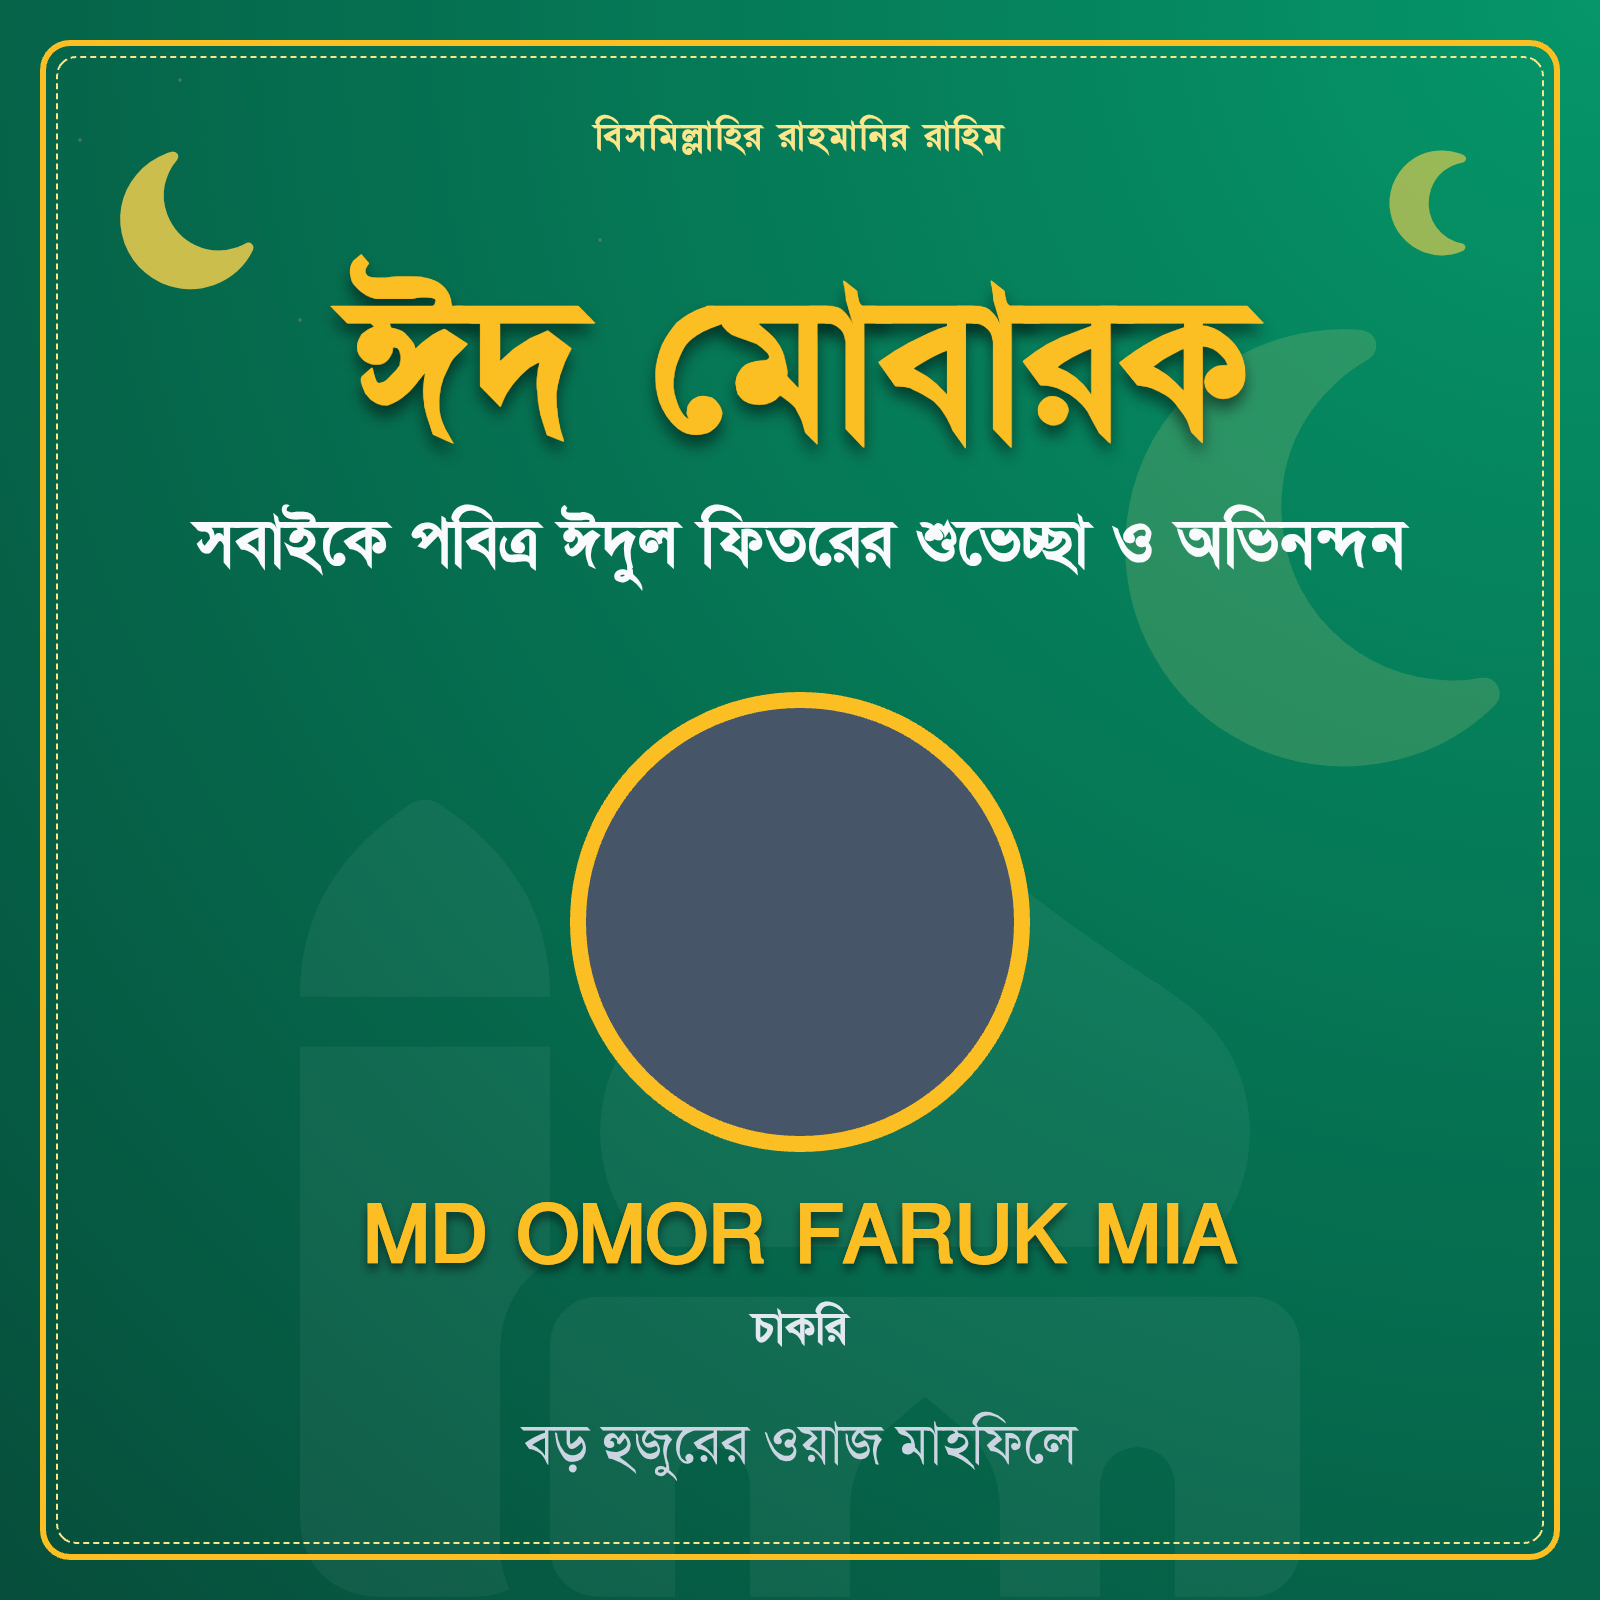 বিসমিল্লাহির রাহমানির রাহিম
ঈদ মোবারক
সবাইকে পবিত্র ঈদুল ফিতরের শুভেচ্ছা ও অভিনন্দন
MD OMOR FARUK MIA
চাকরি
বড় হুজুরের ওয়াজ মাহফিলে